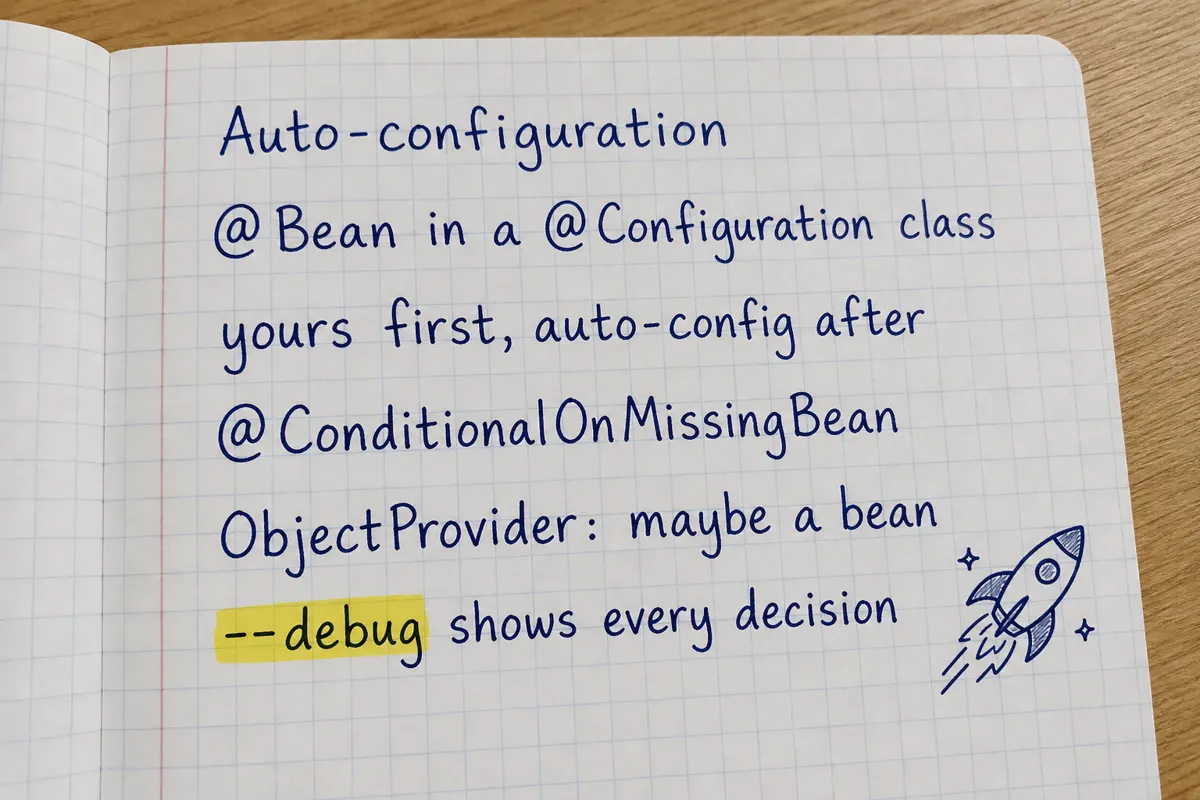 Auto-configuration
@Bean in a @Configuration class
yours first, auto-config after
@ConditionalOnMissingBean
ObjectProvider: maybe a bean
--debug shows every decision